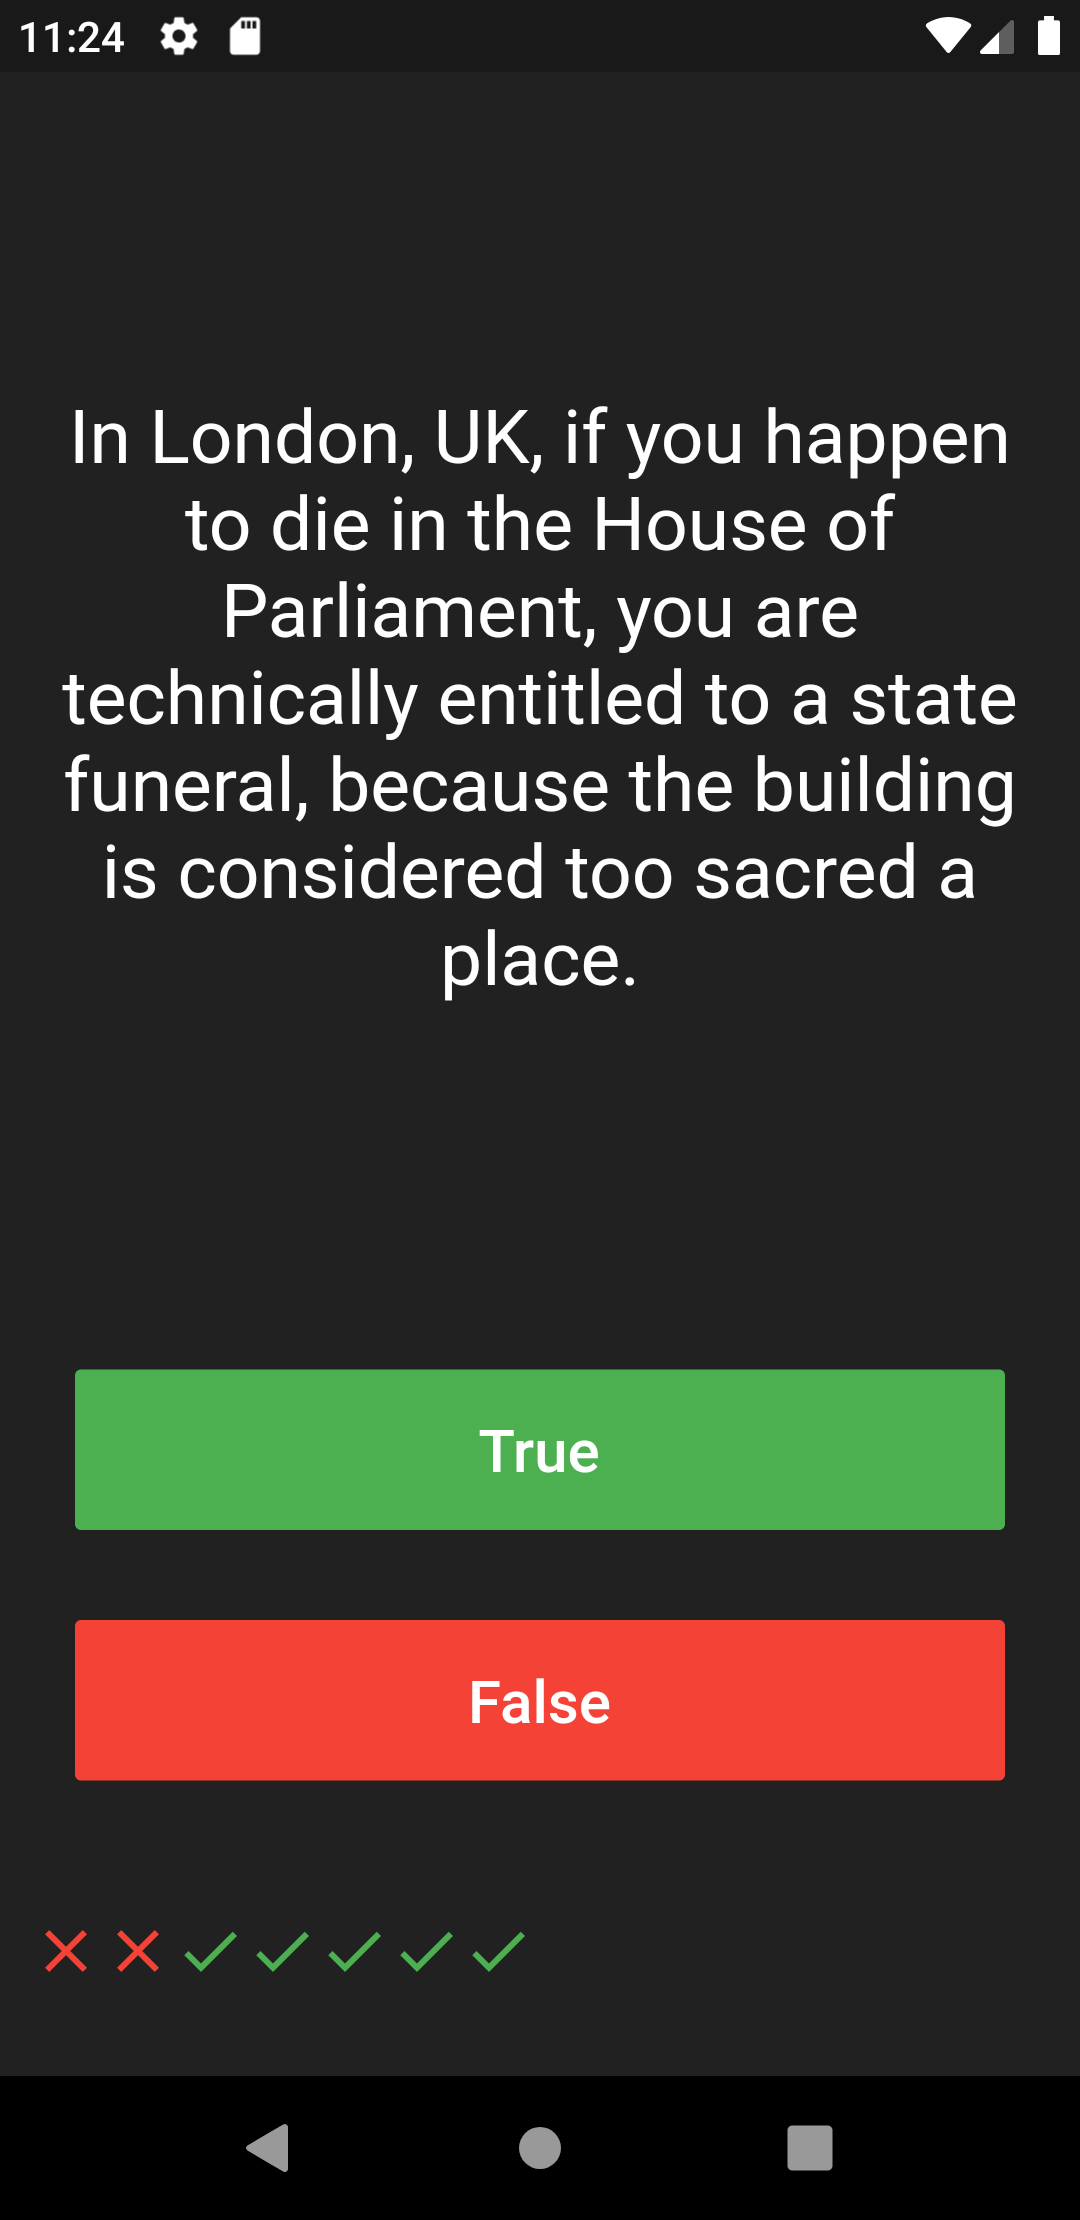 11:24
In London, UK, if you happen
to die in the House of
Parliament, you are
technically entitled to a state
funeral, because the building
is considered too sacred a
place.
True
False